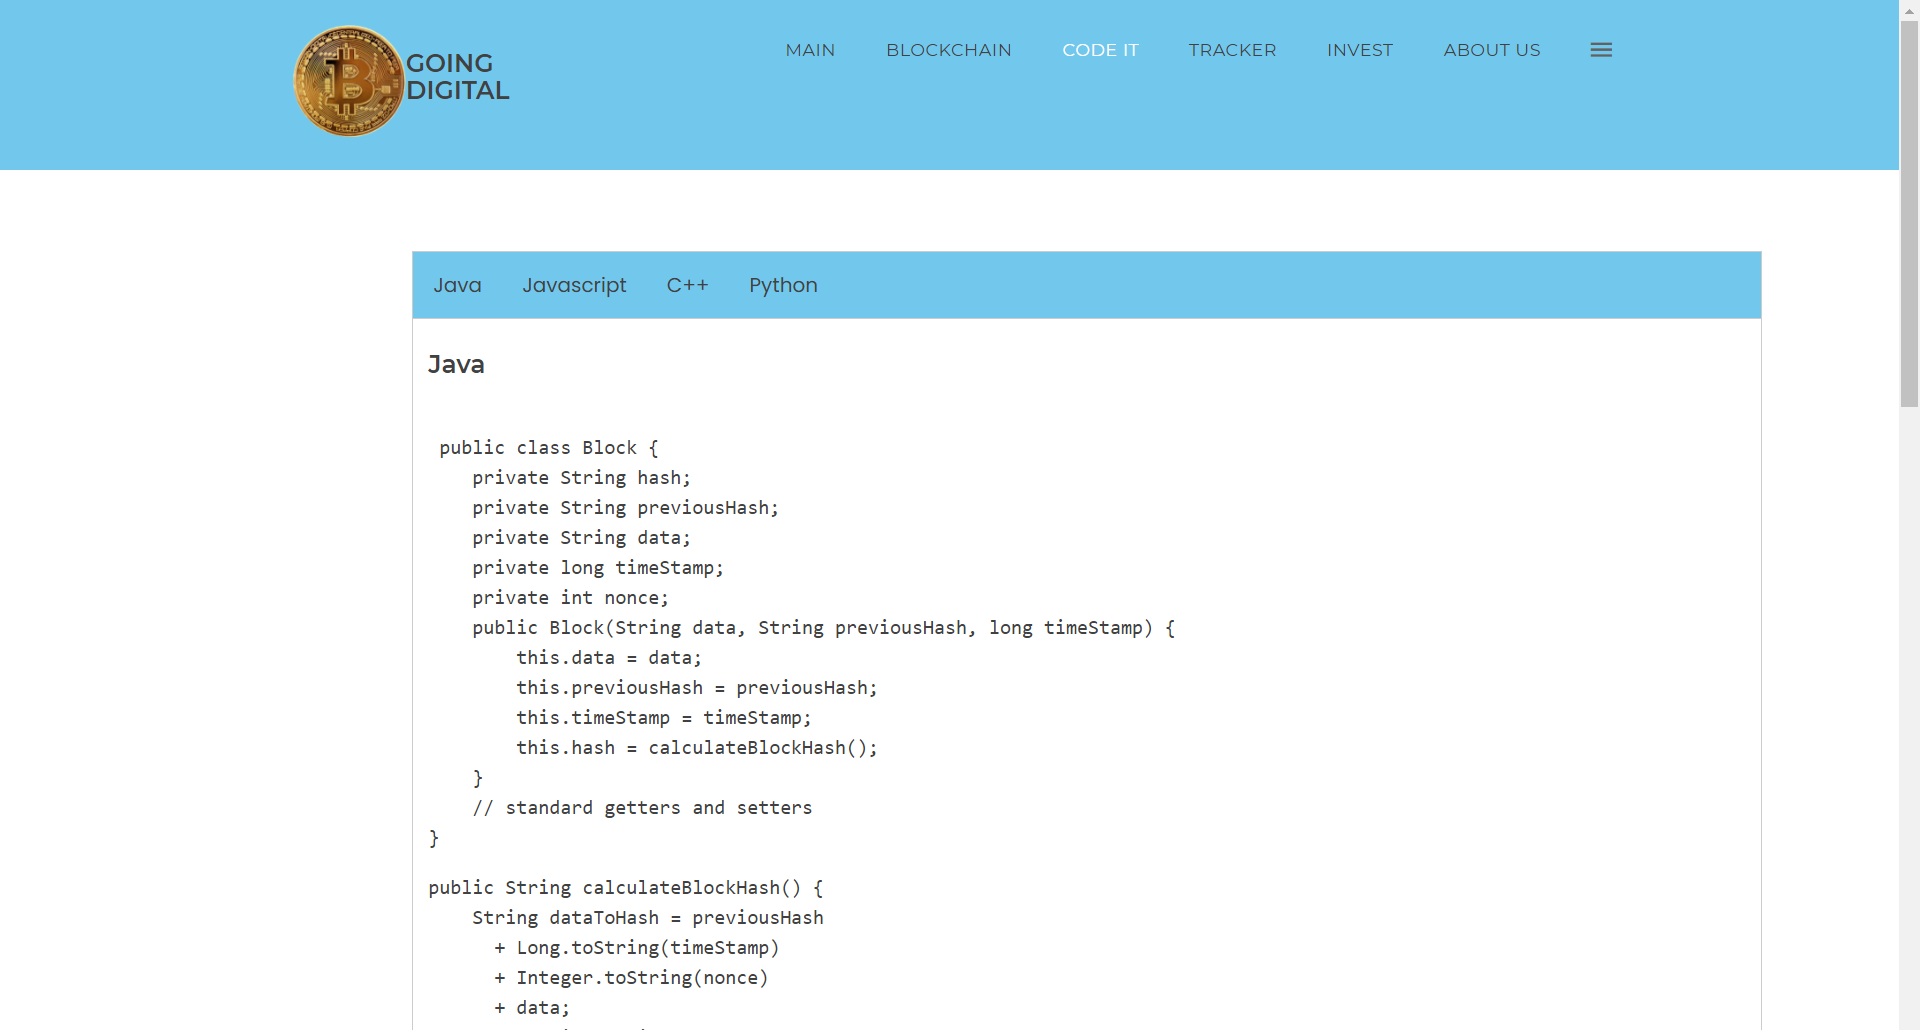 GOING
DIGITAL
MAIN BLOCKCHAIN CODE IT TRACKER INVEST ABOUT US
Java Javascript C++ Python
Java
public class Block {
    private String hash;
    private String previousHash;
    private String data;
    private long timeStamp;
    private int nonce;
    public Block(String data, String previousHash, long timeStamp) {
        this.data = data;
        this.previousHash = previousHash;
        this.timeStamp = timeStamp;
        this.hash = calculateBlockHash();
    }
    // standard getters and setters
}
public String calculateBlockHash() {
    String dataToHash = previousHash
      + Long.toString(timeStamp)
      + Integer.toString(nonce)
      + data;